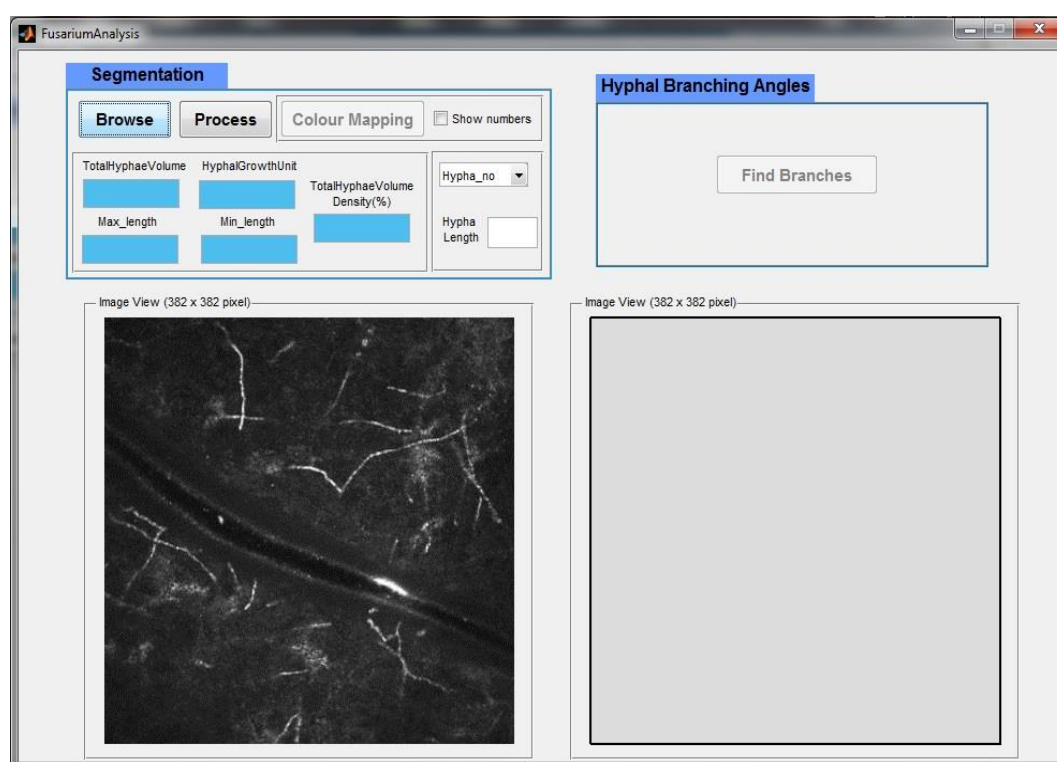 FusariumAnalysis
Segmentation
Browse
Process
Colour Mapping
Show numbers
TotalHyphaeVolume
HyphalGrowthUnit
TotalHyphaeVolume
Density(%)
Max_length
Min_length
Hypha_no
Hypha
Length
Hyphal Branching Angles
Find Branches
Image View (382 x 382 pixel)
Image View (382 x 382 pixel)